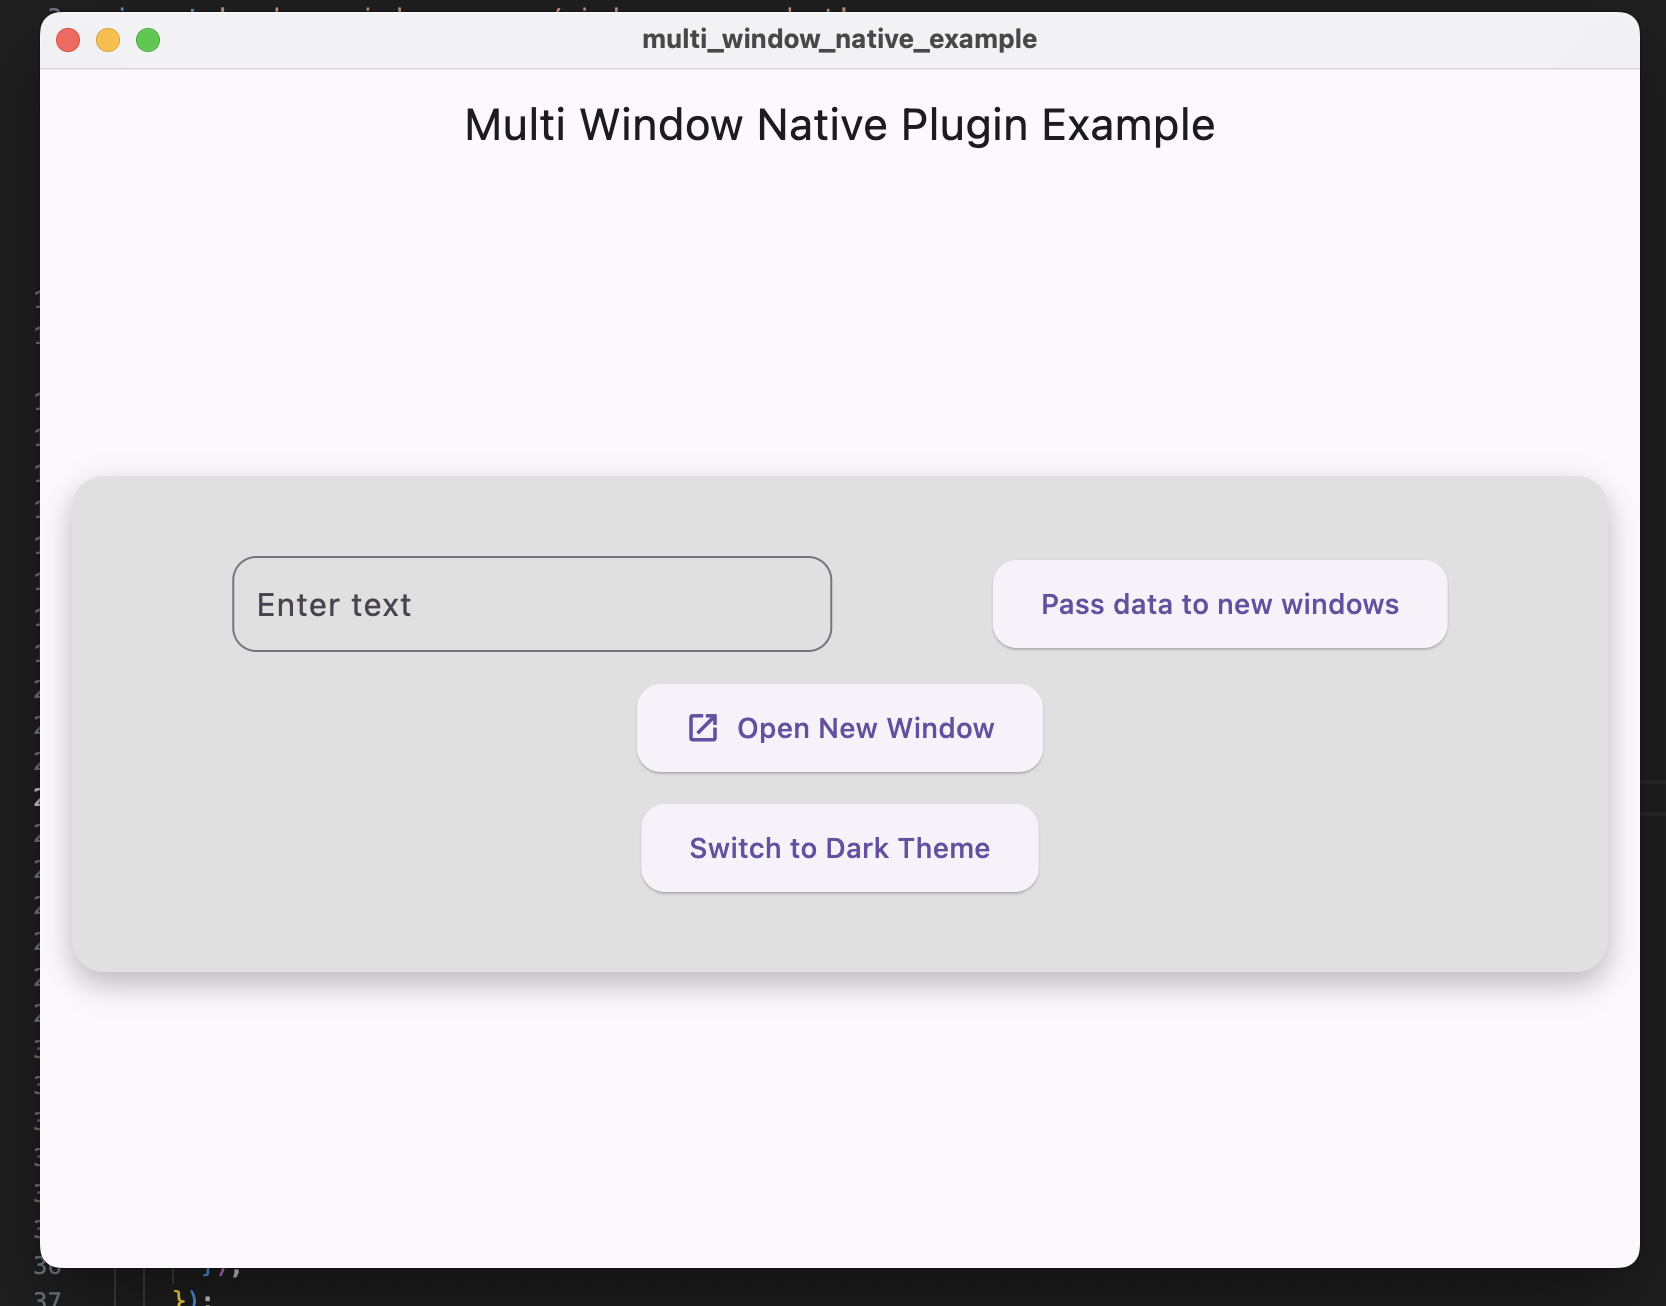 multi_window_native_example
Multi Window Native Plugin Example
Enter text
Pass data to new windows
Open New Window
Switch to Dark Theme
37 });